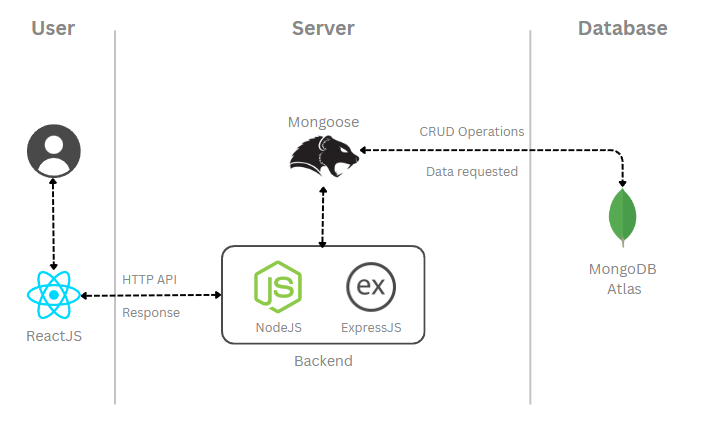 User
Server
Database
Mongoose
CRUD Operations
Data requested
MongoDB
Atlas
HTTP API
Response
ReactJS
JS
ex
NodeJS
ExpressJS
Backend